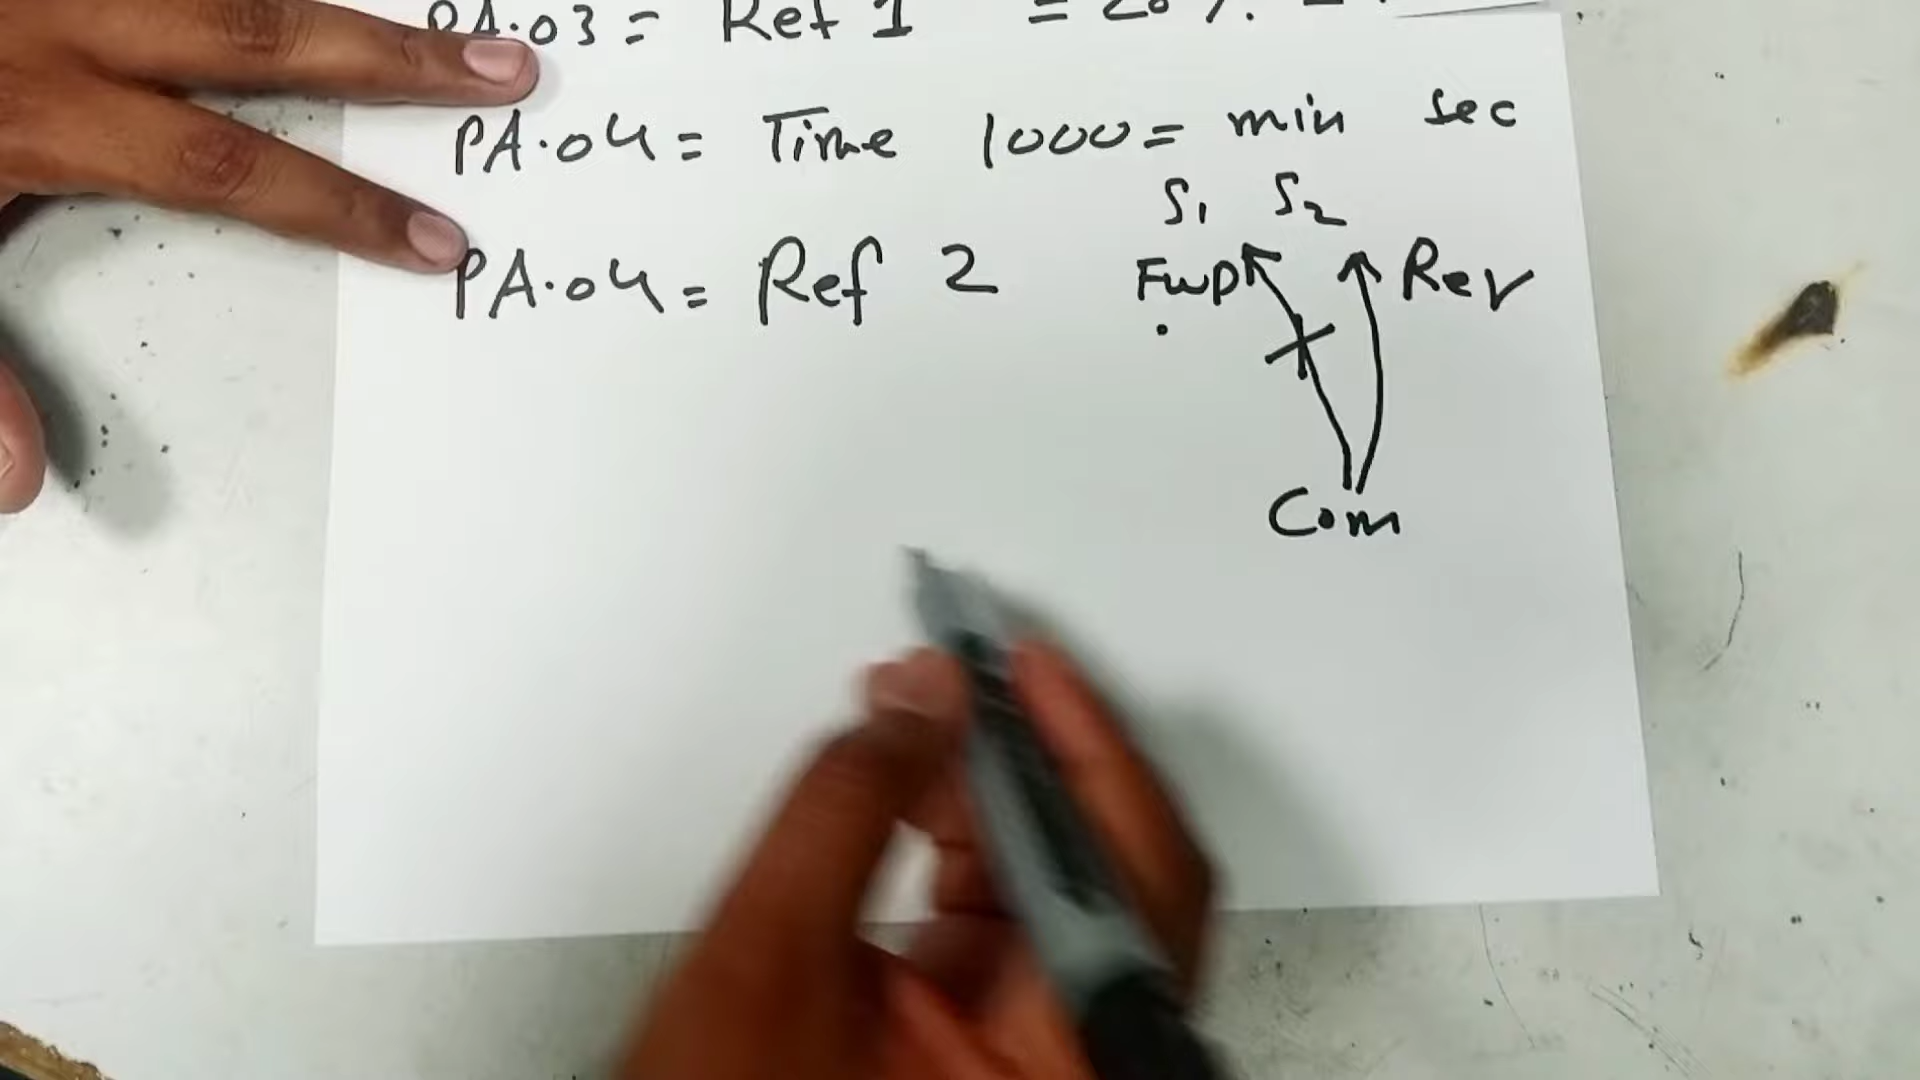 PA.03 = Ref 1 = 20%
PA.04 = Time 1000 = min sec
S1 S2
PA.04 = Ref 2 FWD Rev
Com